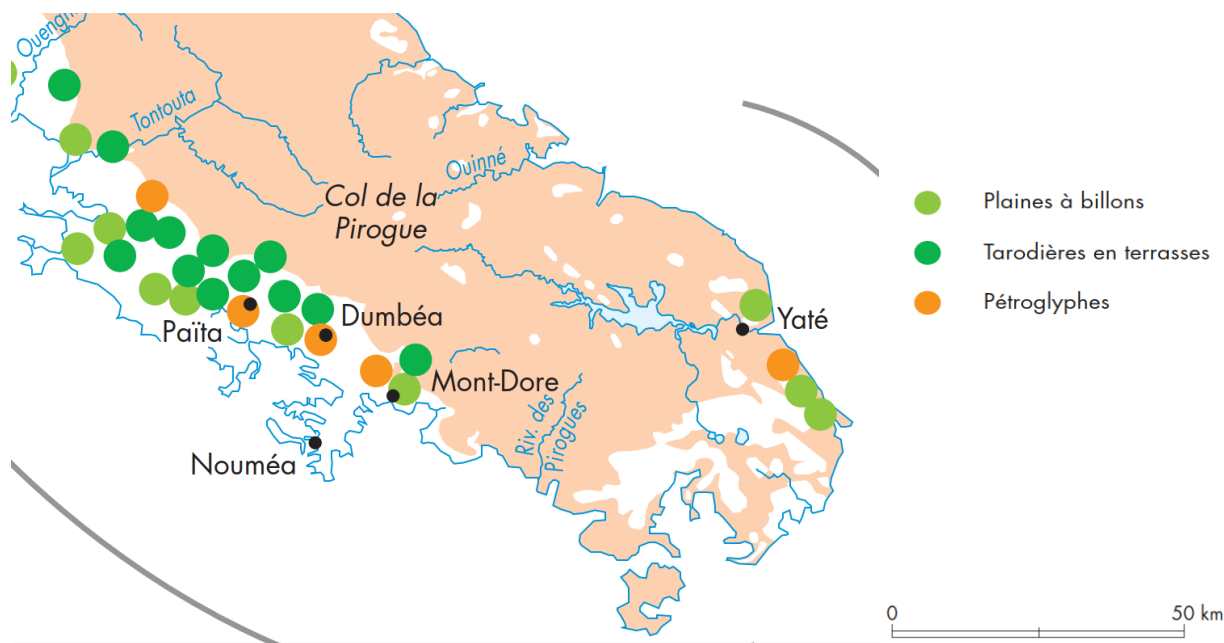 Ouengh
Tontouta
Ouinné
Col de la
Pirogue
Plaines à billons
Tarodières en terrasses
Pétroglyphes
Païta
Dumbéa
Yaté
Mont-Dore
Riv. des
Pirogues
Nouméa
0
50 km